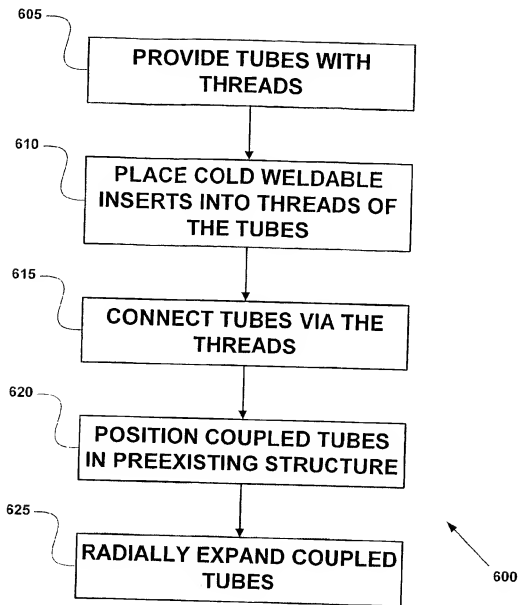 605
PROVIDE TUBES WITH
THREADS
610
PLACE COLD WELDABLE
INSERTS INTO THREADS OF
THE TUBES
615
CONNECT TUBES VIA THE
THREADS
620
POSITION COUPLED TUBES
IN PREEXISTING STRUCTURE
625
RADIALLY EXPAND COUPLED
TUBES
600